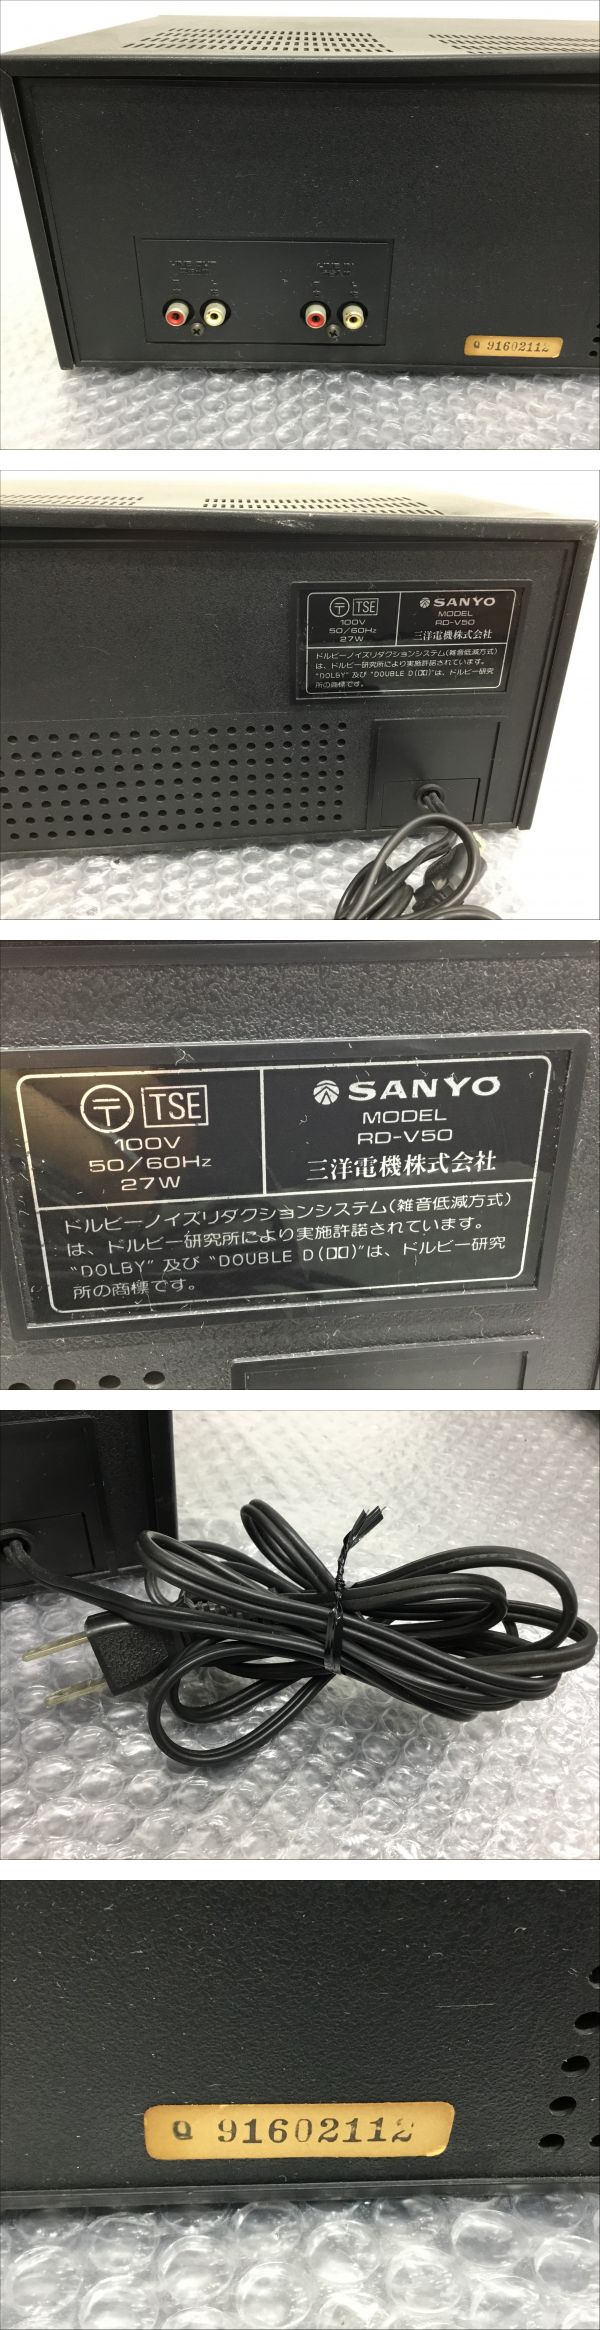 LINE OUT
LINE IN
Q 91602112
〒 TSE
100V
50/60Hz
27W
SANYO
MODEL
RD-V50
三洋電機株式会社
ドルビーノイズリダクションシステム(雑音低減方式)
は、ドルビー研究所により実施許諾されています。
"DOLBY" 及び "DOUBLE D(DD)"は、ドルビー研究
所の商標です。
〒 TSE
100V
50/60Hz
27W
SANYO
MODEL
RD-V50
三洋電機株式会社
ドルビーノイズリダクションシステム(雑音低減方式)
は、ドルビー研究所により実施許諾されています。
"DOLBY" 及び "DOUBLE D(DD)"は、ドルビー研究
所の商標です。
Q 91602112